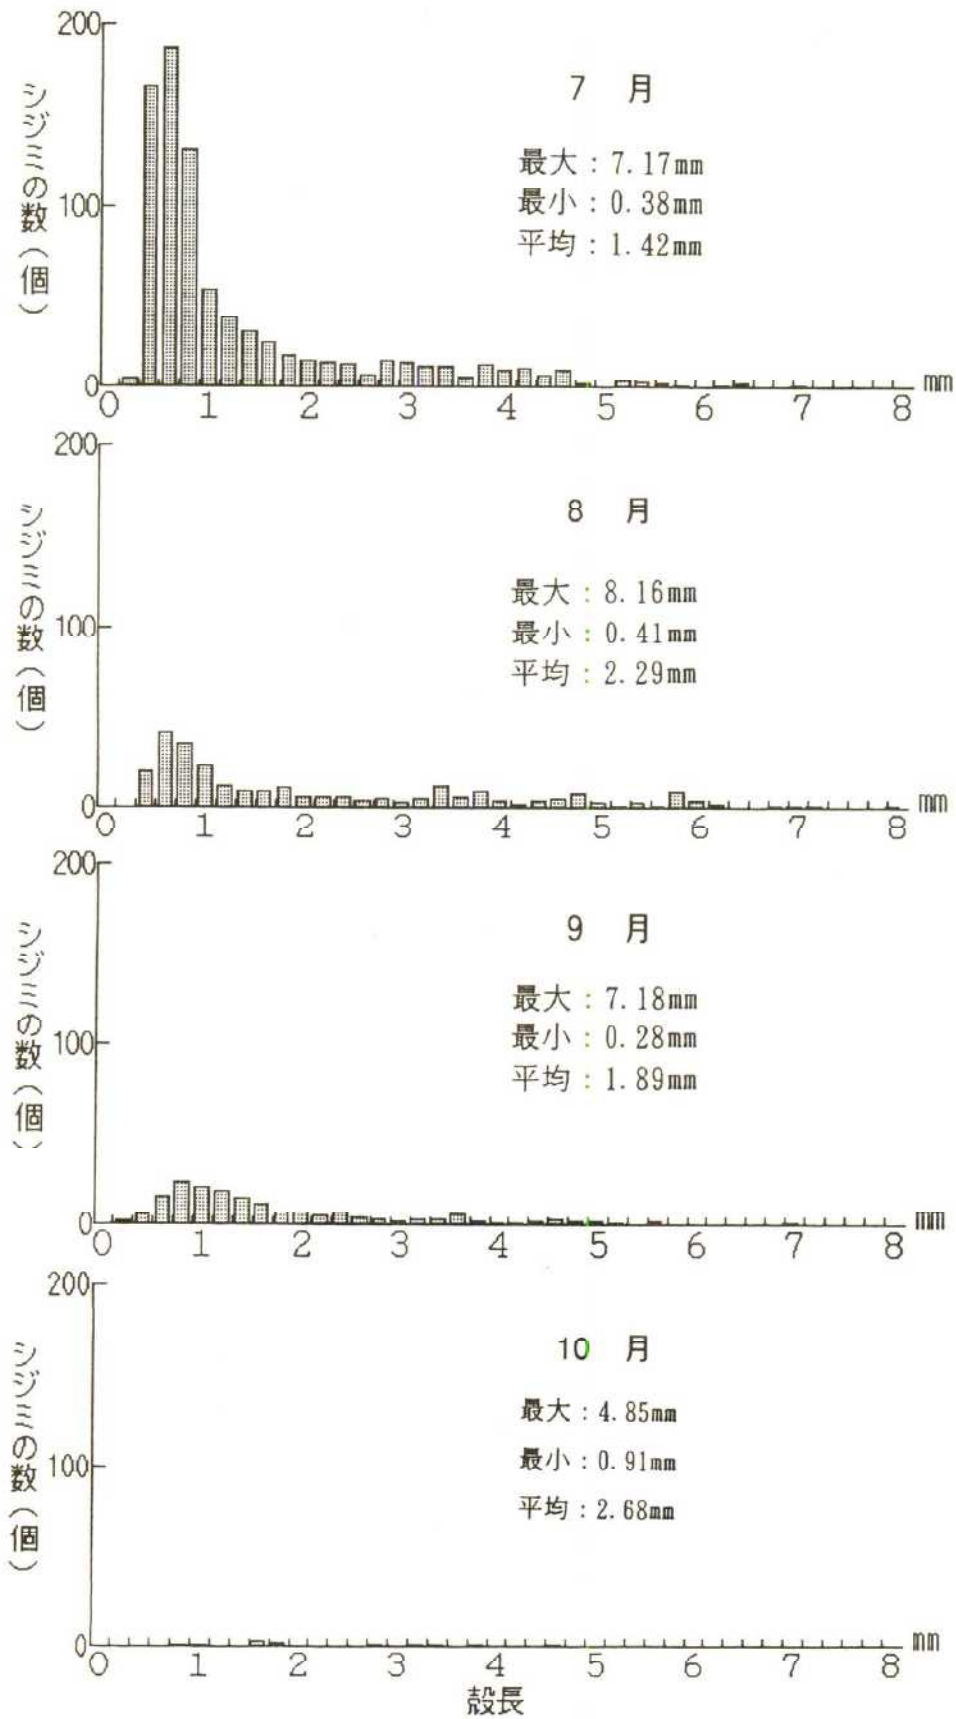 200
100
0
シジミの数（個）
7 月
最大：7.17mm
最小：0.38mm
平均：1.42mm
0 1 2 3 4 5 6 7 8 mm
200
100
0
シジミの数（個）
8 月
最大：8.16mm
最小：0.41mm
平均：2.29mm
0 1 2 3 4 5 6 7 8 mm
200
100
0
シジミの数（個）
9 月
最大：7.18mm
最小：0.28mm
平均：1.89mm
0 1 2 3 4 5 6 7 8 mm
200
100
0
シジミの数（個）
10 月
最大：4.85mm
最小：0.91mm
平均：2.68mm
0 1 2 3 4 5 6 7 8 mm
殻長